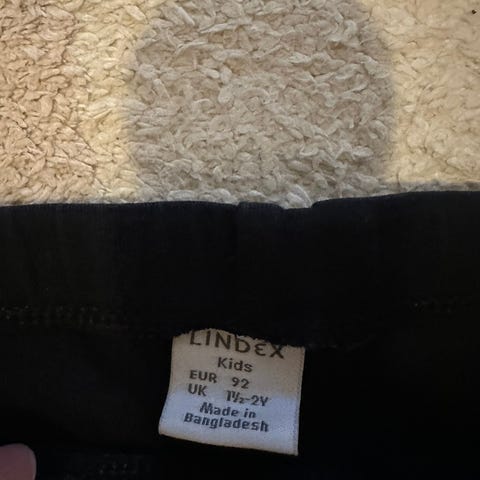 LINDEX
Kids
EUR 92
UK 1½-2Y
Made in
Bangladesh